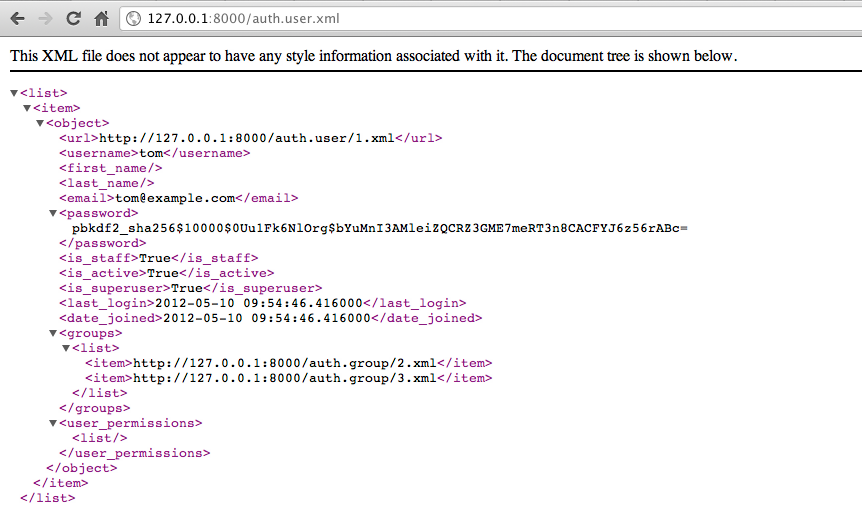 127.0.0.1:8000/auth.user.xml
This XML file does not appear to have any style information associated with it. The document tree is shown below.
▼<list>
▼<item>
▼<object>
<url>http://127.0.0.1:8000/auth.user/1.xml</url>
<username>tom</username>
<first_name/>
<last_name/>
<email>tom@example.com</email>
▼<password>
pbkdf2_sha256$10000$0Uu1Fk6NlOrg$bYuMnI3AMleiZQCRZ3GME7meRT3n8CACFYJ6z56rABc=
</password>
<is_staff>True</is_staff>
<is_active>True</is_active>
<is_superuser>True</is_superuser>
<last_login>2012-05-10 09:54:46.416000</last_login>
<date_joined>2012-05-10 09:54:46.416000</date_joined>
▼<groups>
▼<list>
<item>http://127.0.0.1:8000/auth.group/2.xml</item>
<item>http://127.0.0.1:8000/auth.group/3.xml</item>
</list>
</groups>
▼<user_permissions>
<list/>
</user_permissions>
</object>
</item>
</list>